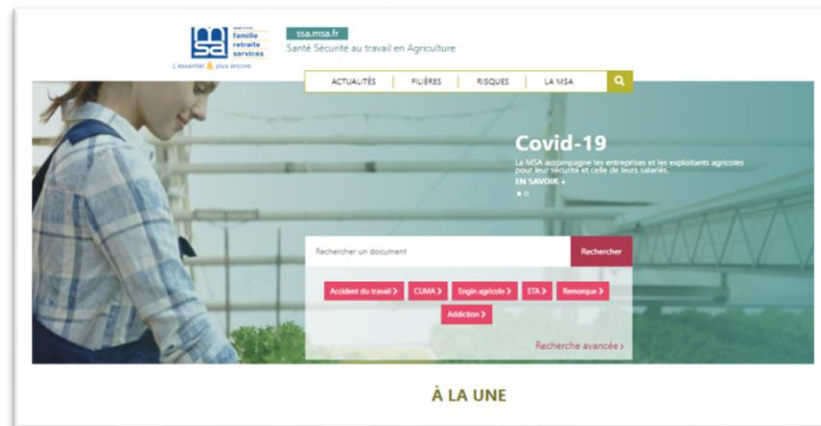 famille
retraite
services
msa
L'essentiel & plus encore
ssa.msa.fr
Santé Sécurité au travail en Agriculture
ACTUALITÉS
FILIÈRES
RISQUES
LA MSA
Covid-19
La MSA accompagne les entreprises et les exploitants agricoles
pour leur sécurité et celle de leurs salariés.
EN SAVOIR +
Rechercher un document
Rechercher
Accident du travail >
CUMA >
Engin agricole >
ETA >
Remorque >
Addiction >
Recherche avancée >
À LA UNE